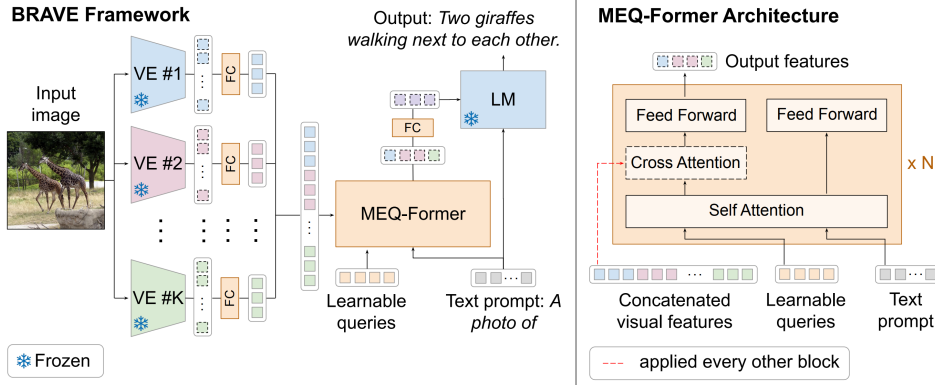 BRAVE Framework
Output: Two giraffes
walking next to each other.
Input
image
VE #1
FC
VE #2
FC
VE #K
FC
LM
FC
MEQ-Former
Learnable
queries
Text prompt: A
photo of
Frozen
MEQ-Former Architecture
Output features
Feed Forward
Feed Forward
Cross Attention
x N
Self Attention
Concatenated
visual features
Learnable
queries
Text
prompt
applied every other block